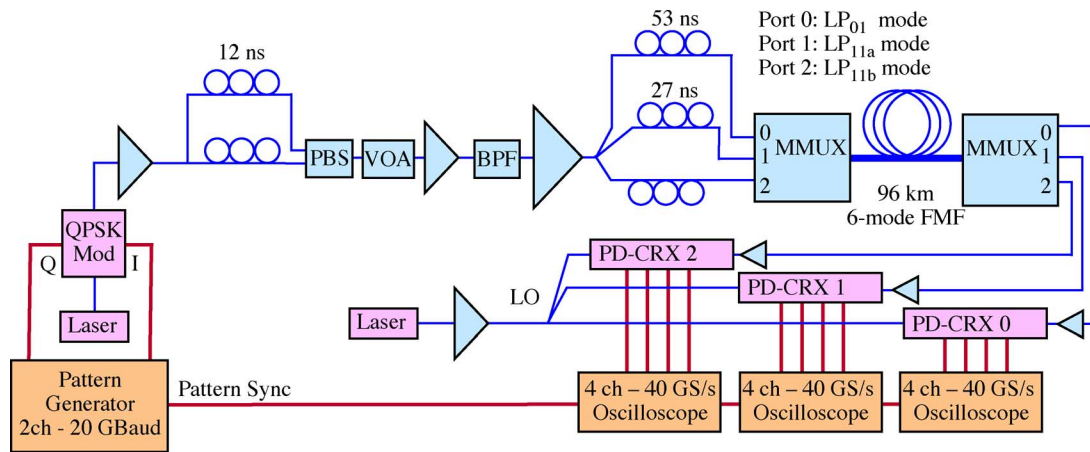 53 ns
Port 0: LP01 mode
Port 1: LP11a mode
Port 2: LP11b mode
12 ns
27 ns
PBS
VOA
BPF
0
1
2
MMUX
MMUX
0
1
2
96 km
6-mode FMF
QPSK
Mod
Q
I
Laser
PD-CRX 2
PD-CRX 1
PD-CRX 0
LO
Laser
Pattern
Generator
2ch - 20 GBaud
Pattern Sync
4 ch – 40 GS/s
Oscilloscope
4 ch – 40 GS/s
Oscilloscope
4 ch – 40 GS/s
Oscilloscope